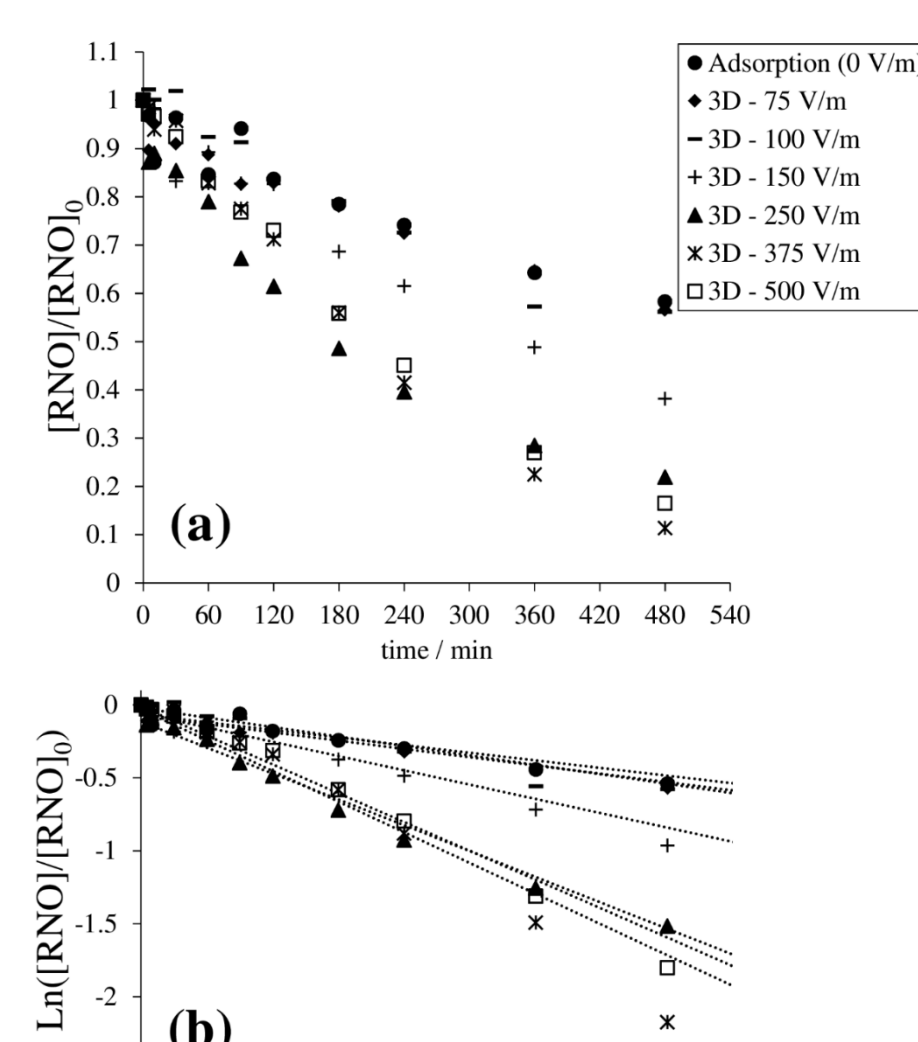 1.1
1
0.9
0.8
0.7
0.6
0.5
0.4
0.3
0.2
0.1
0
[RNO]/[RNO]0
(a)
0 60 120 180 240 300 360 420 480 540
time / min
Adsorption (0 V/m)
3D - 75 V/m
3D - 100 V/m
3D - 150 V/m
3D - 250 V/m
3D - 375 V/m
3D - 500 V/m
0
-0.5
-1
-1.5
-2
Ln([RNO]/[RNO]0)
(b)